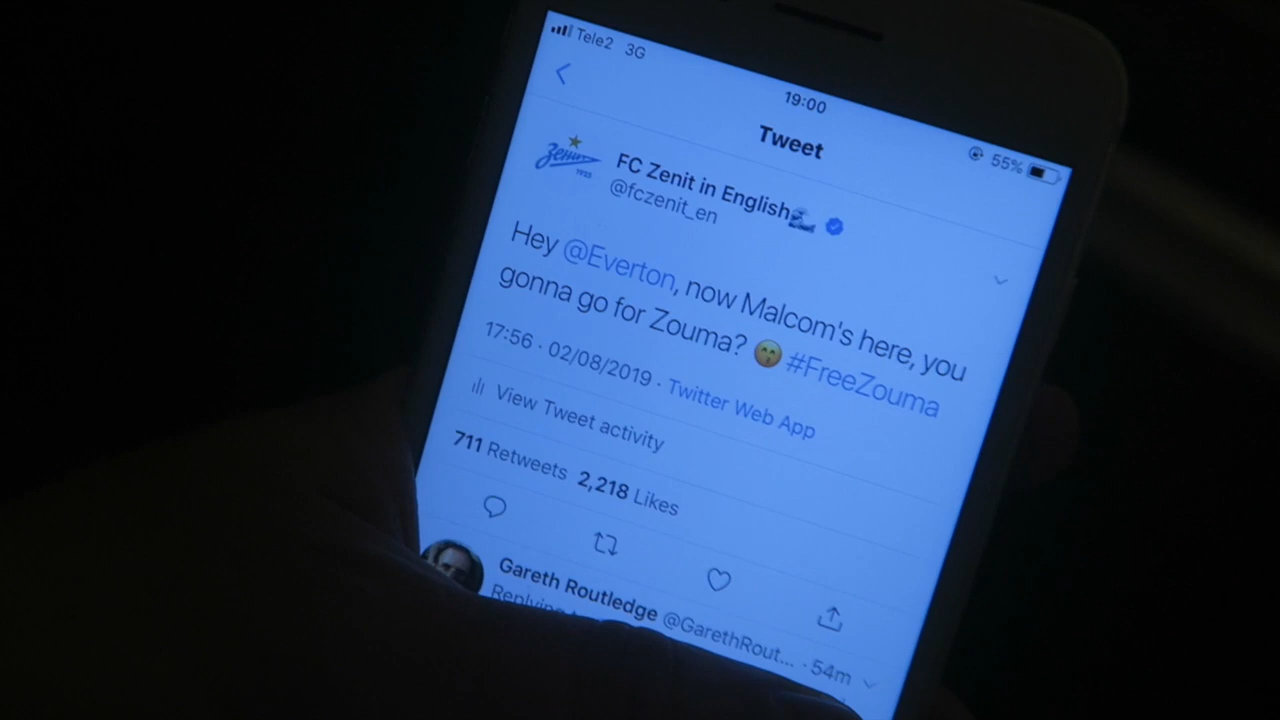 Tele2 3G
19:00
55%
Tweet
Зенит
FC Zenit in English
@fczenit_en
Hey @Everton, now Malcom's here, you
gonna go for Zouma? 😙 #FreeZouma
17:56 · 02/08/2019 · Twitter Web App
View Tweet activity
711 Retweets 2,218 Likes
Gareth Routledge @GarethRout... · 54m
Replying